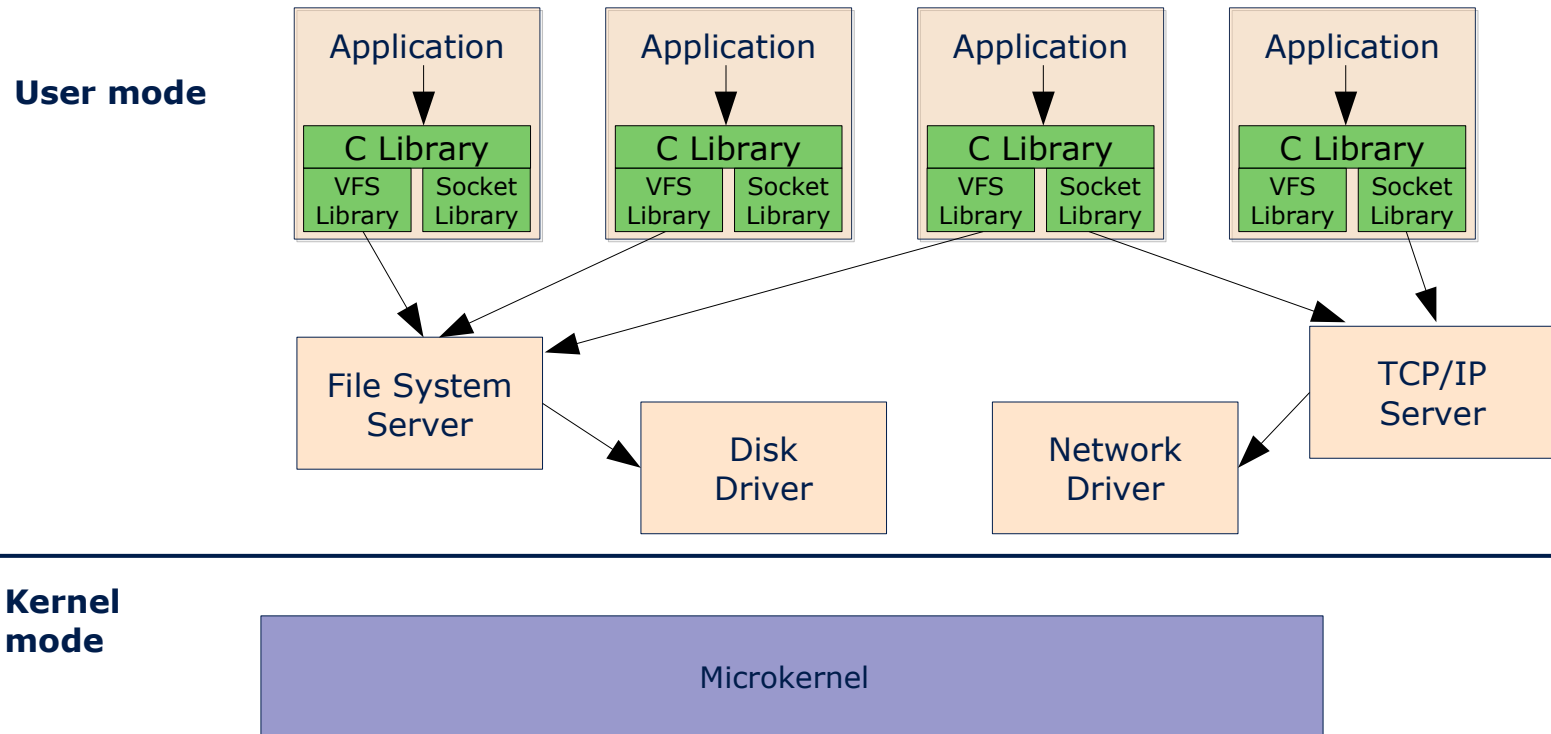 Application
Application
Application
Application
User mode
C Library
C Library
C Library
C Library
VFS
Library
Socket
Library
VFS
Library
Socket
Library
VFS
Library
Socket
Library
VFS
Library
Socket
Library
File System
Server
TCP/IP
Server
Disk
Driver
Network
Driver
Kernel
mode
Microkernel